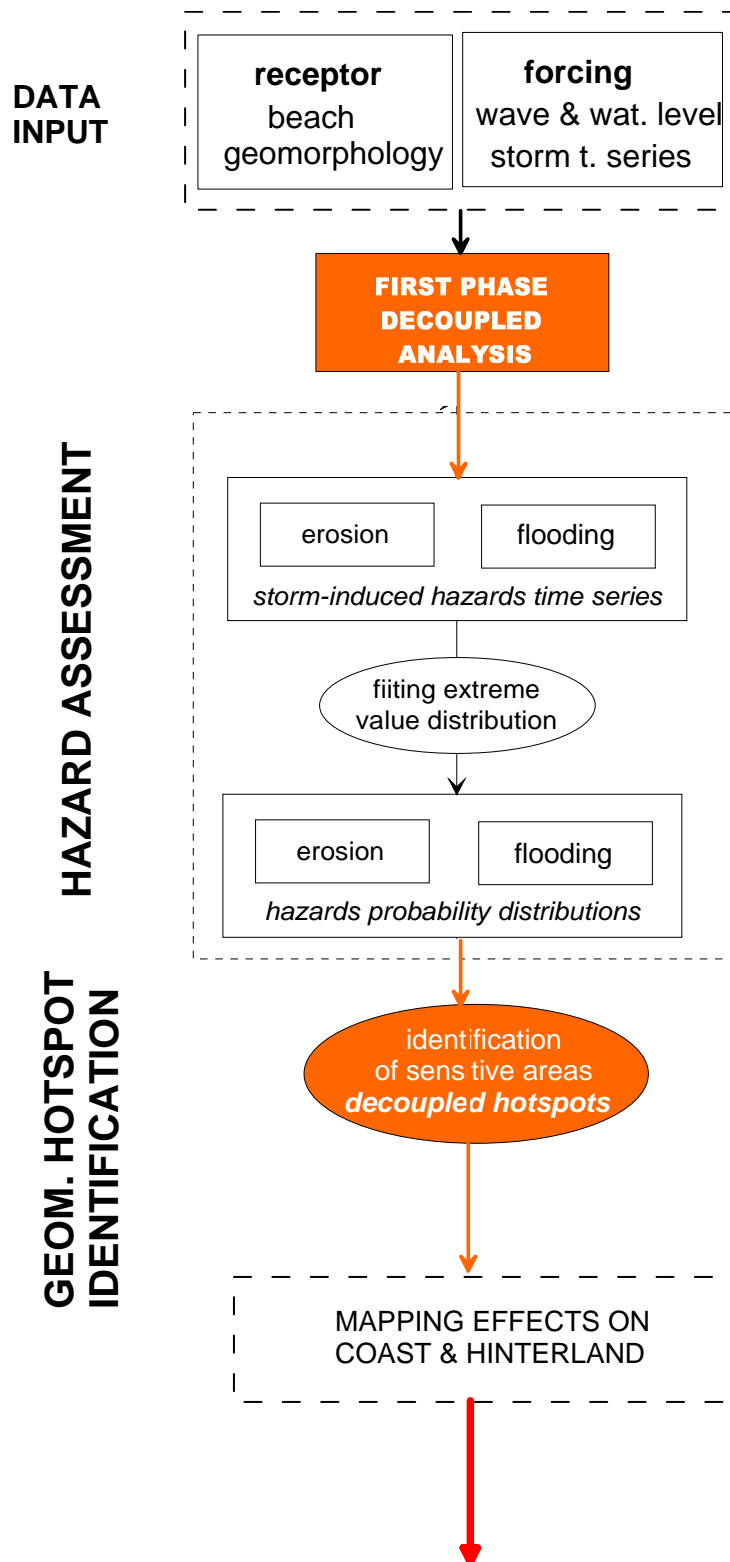 DATA
INPUT
receptor
beach
geomorphology
forcing
wave & wat. level
storm t. series
FIRST PHASE
DECOUPLED
ANALYSIS
HAZARD ASSESSMENT
erosion
flooding
storm-induced hazards time series
fiiting extreme
value distribution
erosion
flooding
hazards probability distributions
GEOM. HOTSPOT
IDENTIFICATION
identification
of sensitive areas
decoupled hotspots
MAPPING EFFECTS ON
COAST & HINTERLAND